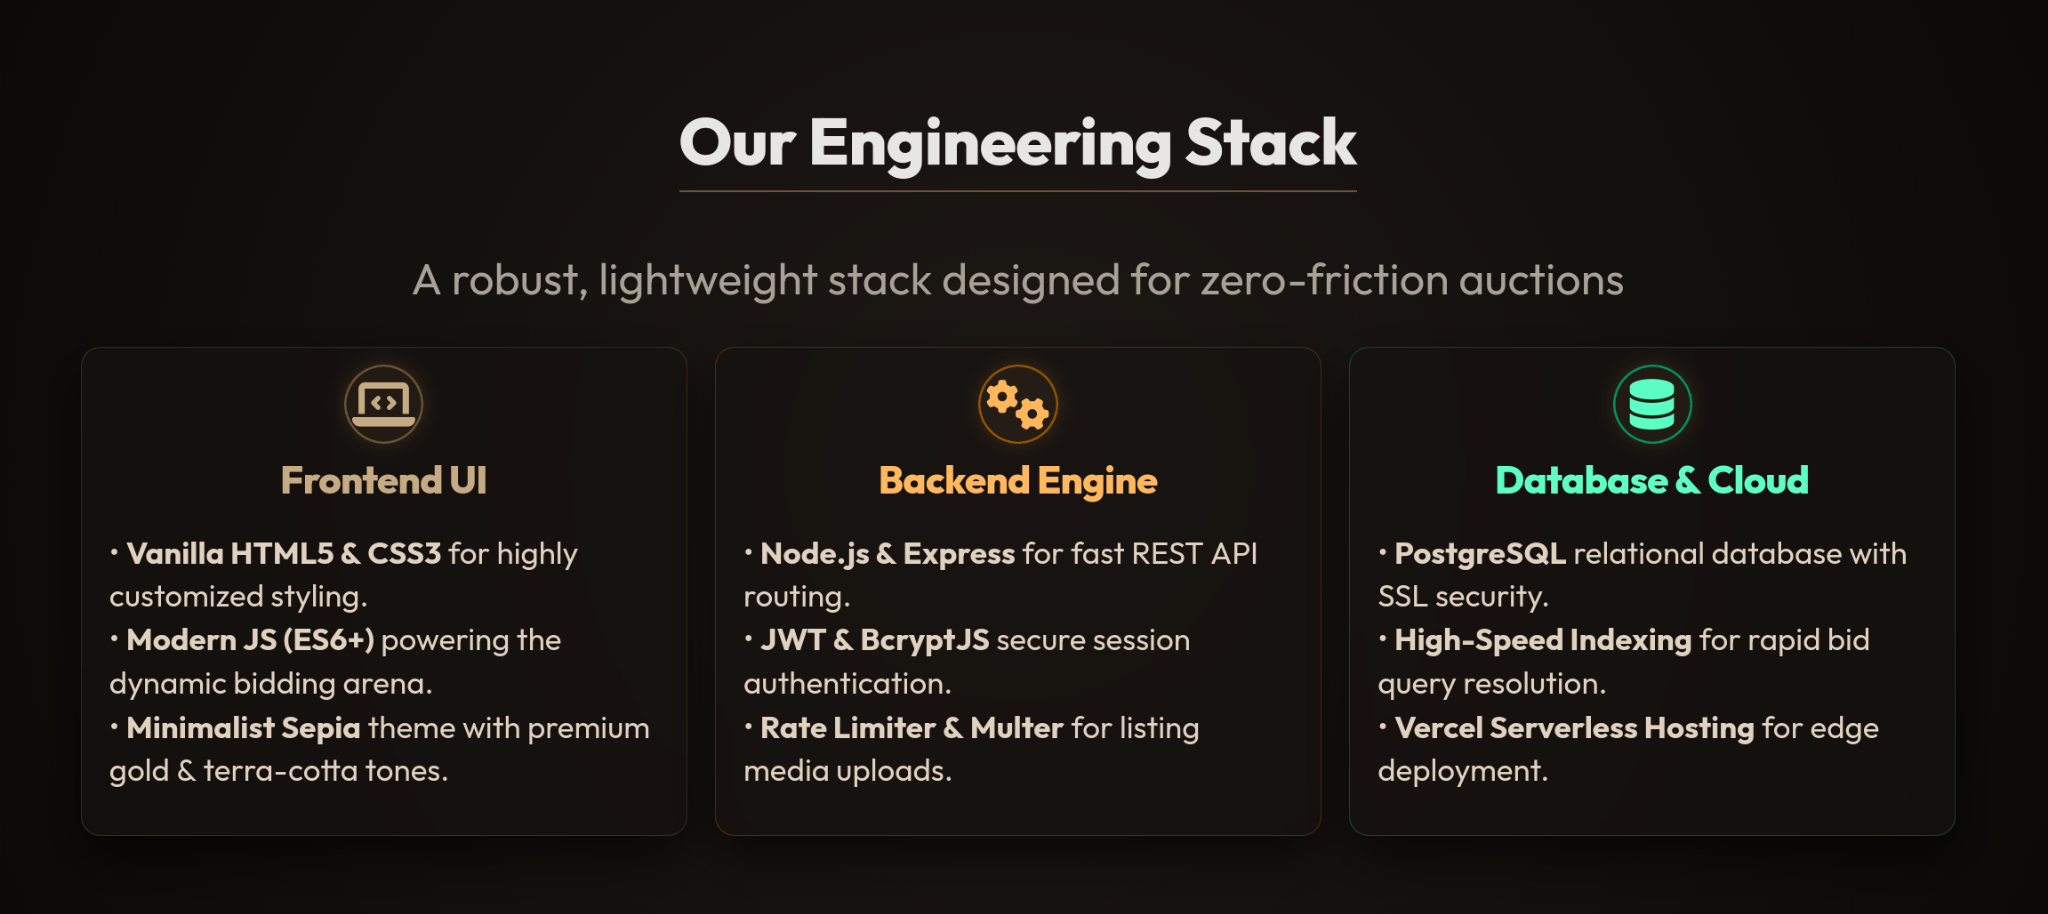 Our Engineering Stack
A robust, lightweight stack designed for zero-friction auctions
Frontend UI
• Vanilla HTML5 & CSS3 for highly
customized styling.
• Modern JS (ES6+) powering the
dynamic bidding arena.
• Minimalist Sepia theme with premium
gold & terra-cotta tones.
Backend Engine
• Node.js & Express for fast REST API
routing.
• JWT & BcryptJS secure session
authentication.
• Rate Limiter & Multer for listing
media uploads.
Database & Cloud
• PostgreSQL relational database with
SSL security.
• High-Speed Indexing for rapid bid
query resolution.
• Vercel Serverless Hosting for edge
deployment.